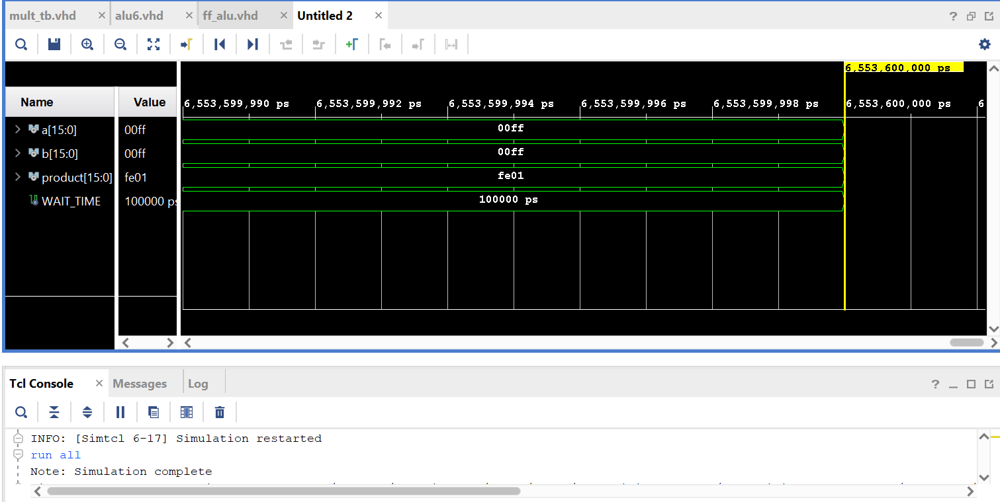 mult_tb.vhd × alu6.vhd × ff_alu.vhd × Untitled 2 ×
?
6,553,600,000 ps
Name Value
6,553,599,990 ps 6,553,599,992 ps 6,553,599,994 ps 6,553,599,996 ps 6,553,599,998 ps 6,553,600,000 ps 6
a[15:0] 00ff 00ff
b[15:0] 00ff 00ff
product[15:0] fe01 fe01
WAIT_TIME 100000 ps 100000 ps
Tcl Console × Messages Log
?
INFO: [Simtcl 6-17] Simulation restarted
run all
Note: Simulation complete